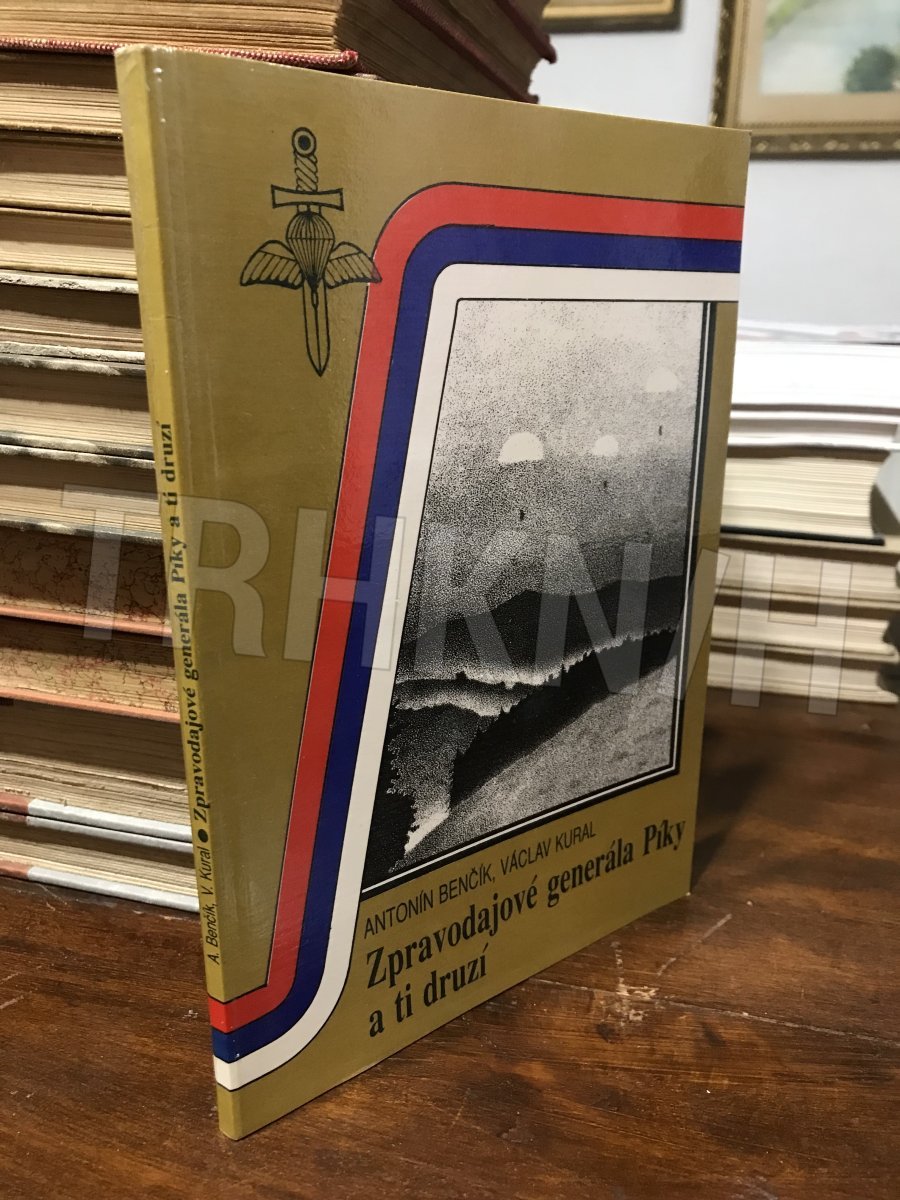 A. Benčík, V. Kural ● Zpravodajové generála Píky a ti druzí
ANTONÍN BENČÍK, VÁCLAV KURAL
Zpravodajové generála Píky
a ti druzí
TRHKNIH